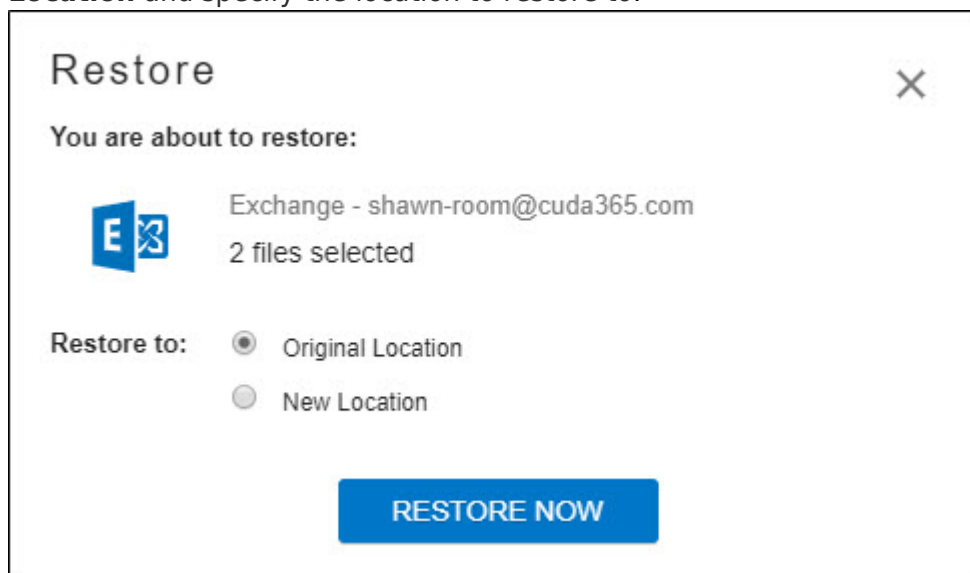 Location and specify the location to restore to.
Restore
You are about to restore:
Exchange - shawn-room@cuda365.com
E
2 files selected
Restore to:
Original Location
New Location
RESTORE NOW